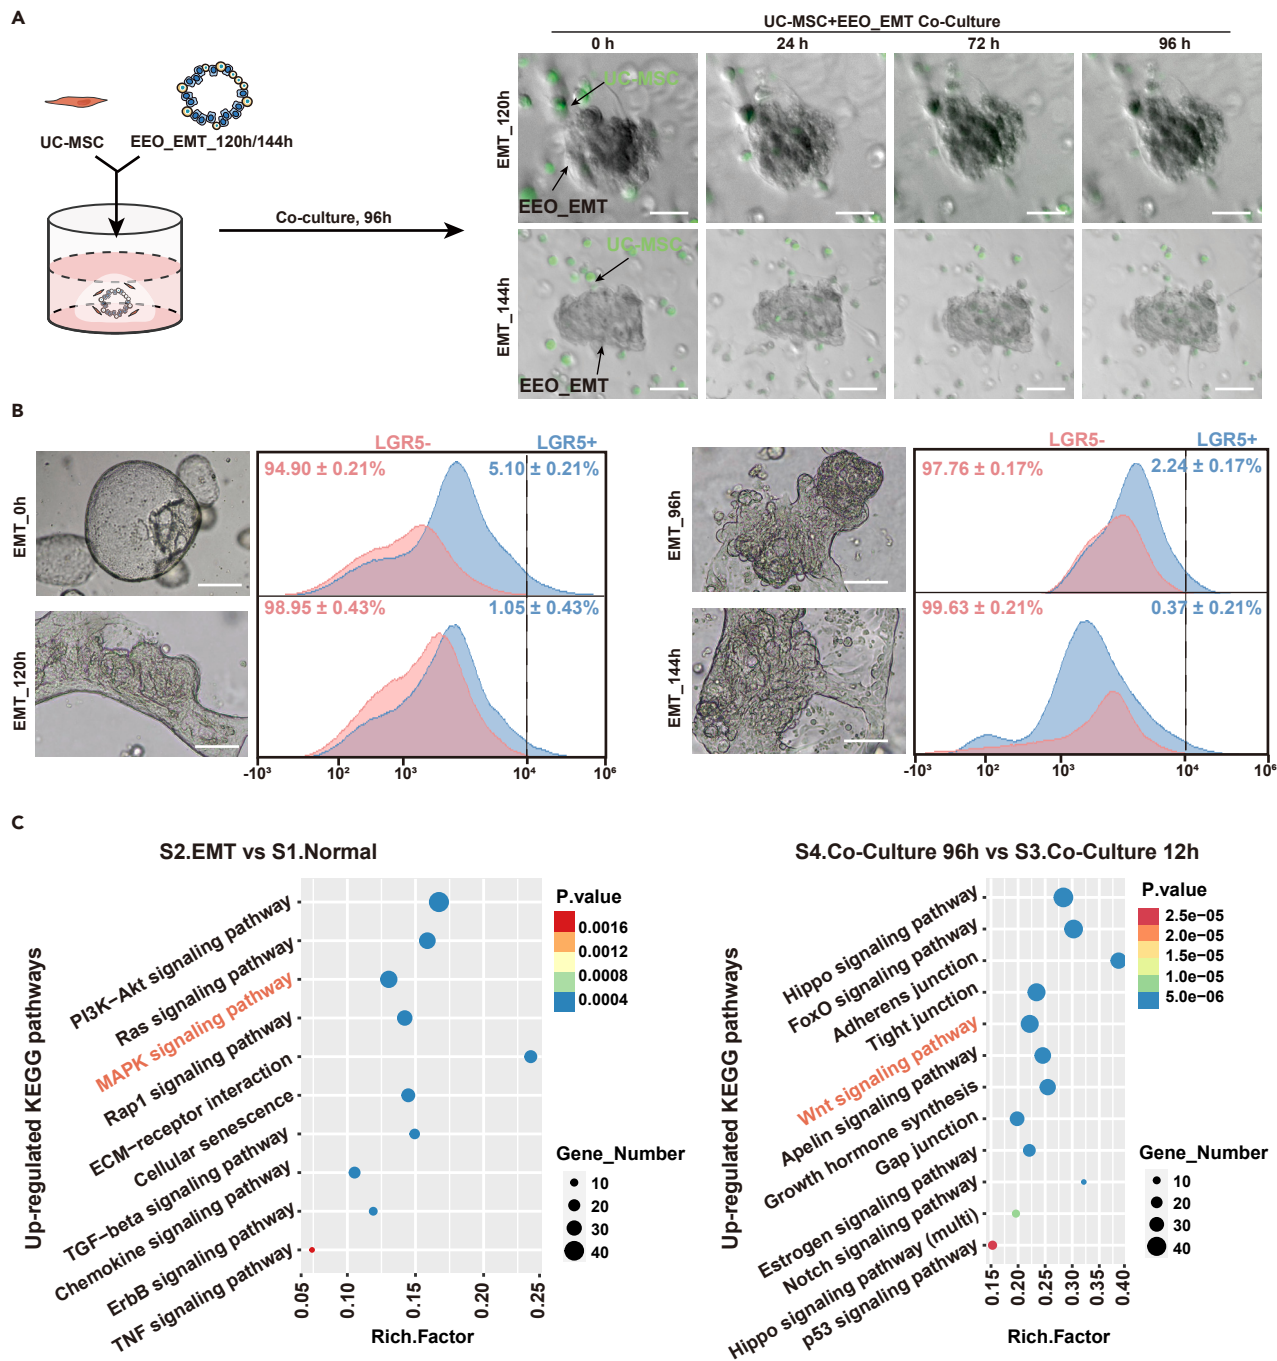 A
UC-MSC+EEO_EMT Co-Culture
0 h
24 h
72 h
96 h
UC-MSC
EEO_EMT_120h/144h
Co-culture, 96h
EMT_120h
UC-MSC
EEO_EMT
EMT_144h
UC-MSC
EEO_EMT
B
LGR5-
LGR5+
EMT_0h
94.90 ± 0.21%
5.10 ± 0.21%
EMT_120h
98.95 ± 0.43%
1.05 ± 0.43%
-10³
10²
10³
10⁴
10⁶
LGR5-
LGR5+
EMT_96h
97.76 ± 0.17%
2.24 ± 0.17%
EMT_144h
99.63 ± 0.21%
0.37 ± 0.21%
-10³
10²
10³
10⁴
10⁶
C
S2.EMT vs S1.Normal
Up-regulated KEGG pathways
PI3K−Akt signaling pathway
Ras signaling pathway
MAPK signaling pathway
Rap1 signaling pathway
ECM−receptor interaction
Cellular senescence
TGF−beta signaling pathway
Chemokine signaling pathway
ErbB signaling pathway
TNF signaling pathway
0.05
0.10
0.15
0.20
0.25
Rich.Factor
P.value
0.0016
0.0012
0.0008
0.0004
Gene_Number
10
20
30
40
S4.Co-Culture 96h vs S3.Co-Culture 12h
Up-regulated KEGG pathways
Hippo signaling pathway
FoxO signaling pathway
Adherens junction
Tight junction
Wnt signaling pathway
Apelin signaling pathway
Growth hormone synthesis
Gap junction
Estrogen signaling pathway
Notch signaling pathway
Hippo signaling pathway (multi)
p53 signaling pathway
0.15
0.20
0.25
0.30
0.35
0.40
Rich.Factor
P.value
2.5e−05
2.0e−05
1.5e−05
1.0e−05
5.0e−06
Gene_Number
10
20
30
40